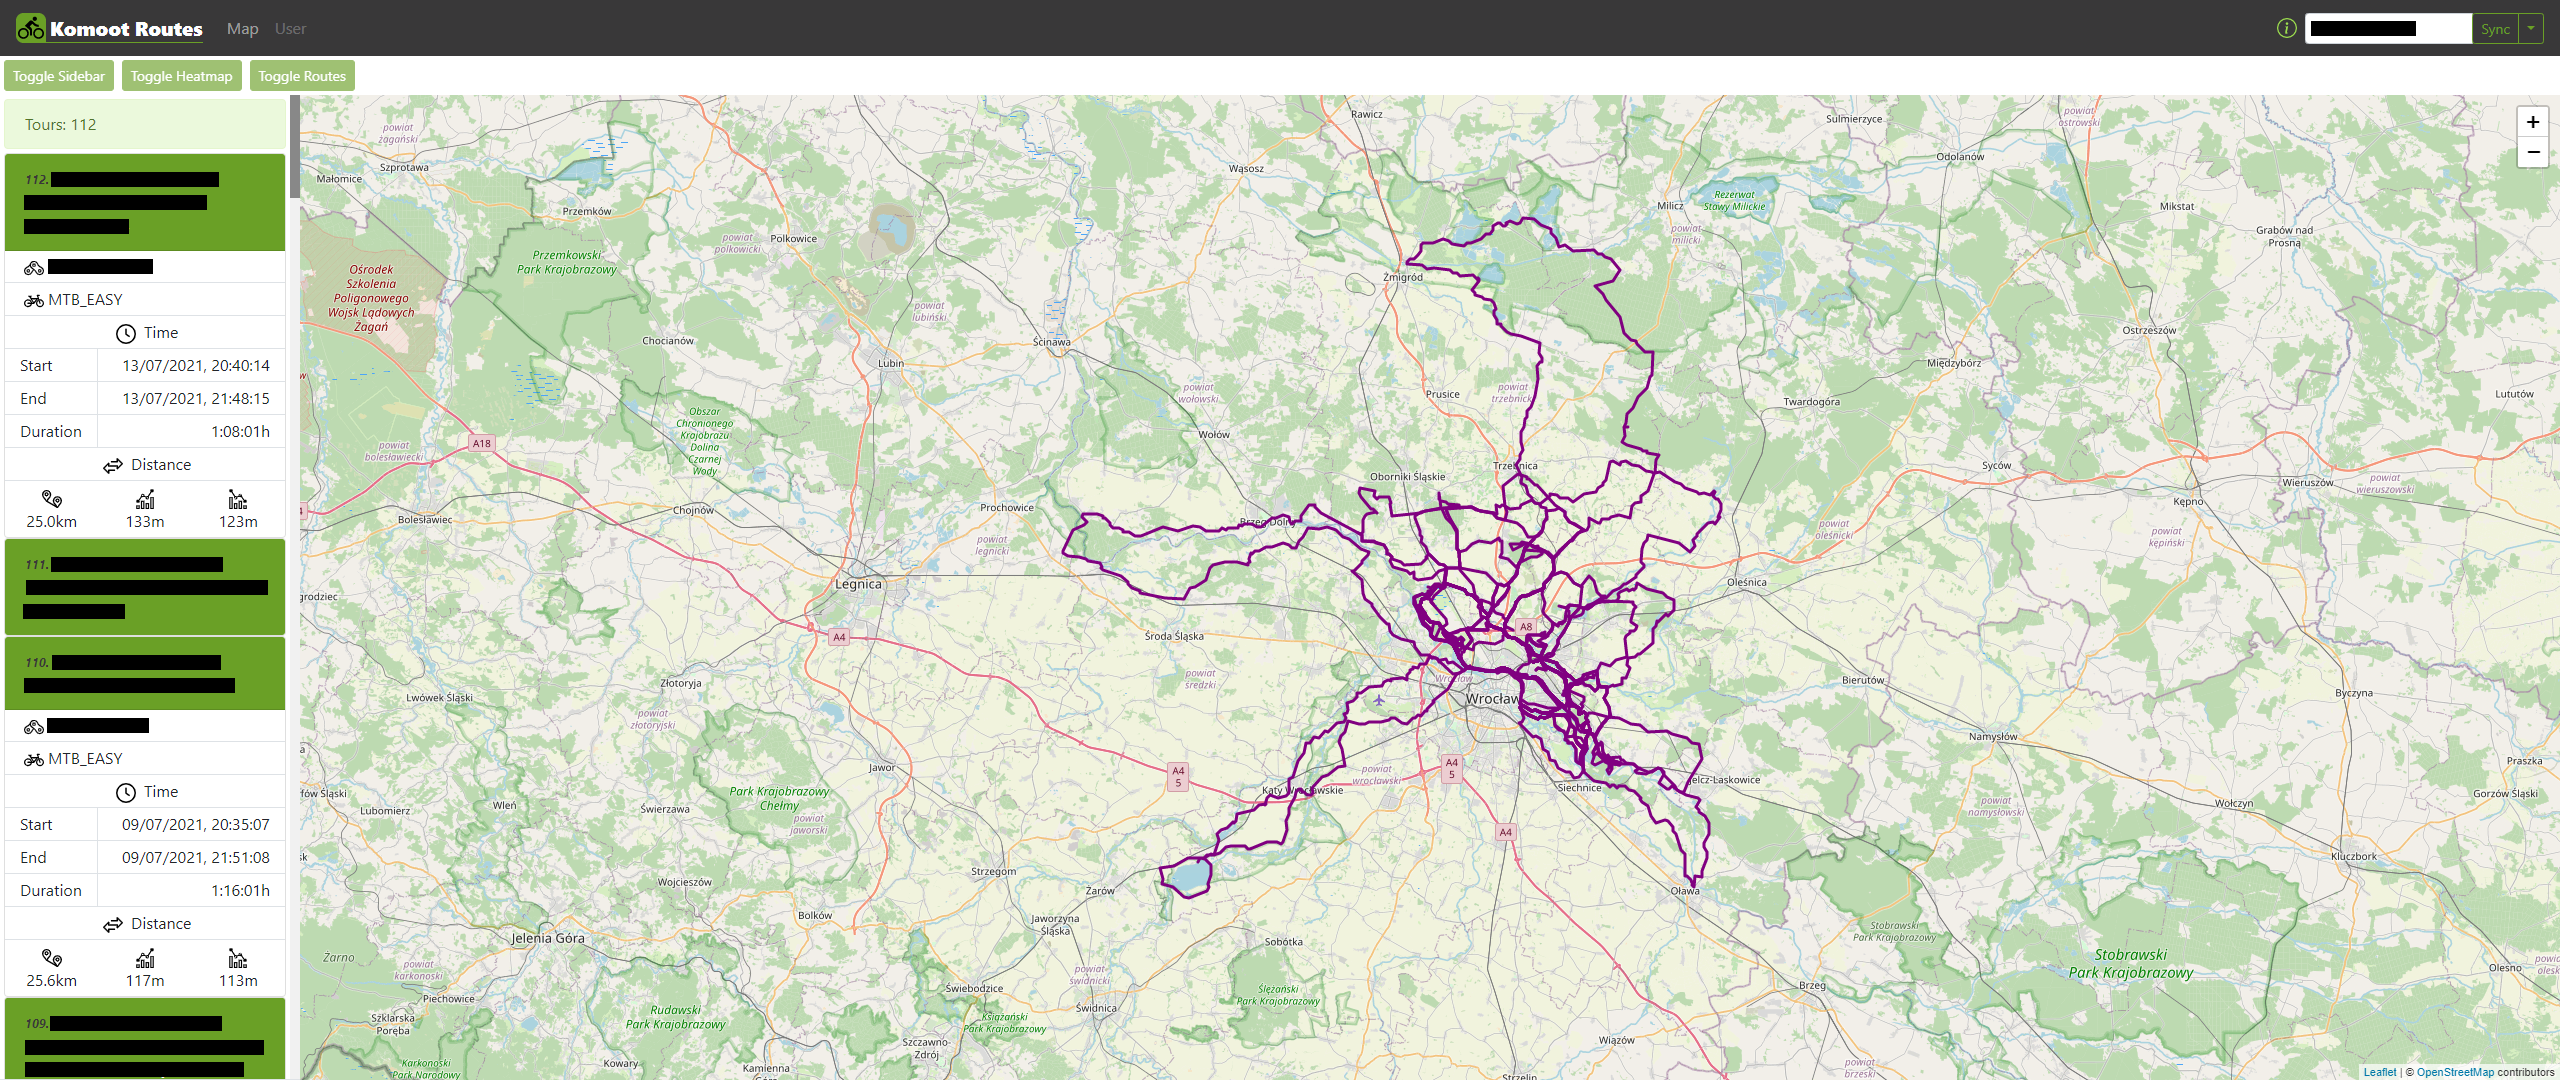 Komoot Routes
Map
User
Sync
Toggle Sidebar
Toggle Heatmap
Toggle Routes
Tours: 112
112.
MTB_EASY
Time
Start 13/07/2021, 20:40:14
End 13/07/2021, 21:48:15
Duration 1:08:01h
Distance
25.0km 133m 123m
111.
110.
MTB_EASY
Time
Start 09/07/2021, 20:35:07
End 09/07/2021, 21:51:08
Duration 1:16:01h
Distance
25.6km 117m 113m
109.
+
−
Rawicz
Sulmierzyce
powiat
ostrowski
powiat
żagański
Szprotawa
Małomice
Wąsosz
Odolanów
Przemków
Milicz
Rezerwat
Stawy Milickie
Mikstat
Grabów nad
Prosną
powiat
polkowicki
Polkowice
powiat
milicki
Przemkowski
Park Krajobrazowy
Ośrodek
Szkolenia
Poligonowego
Wojsk Lądowych
Żagań
Żmigród
powiat
lubiński
Chocianów
Ścinawa
Lubin
Ostrzeszów
Międzybórz
powiat
wołowski
Prusice
powiat
trzebnicki
Twardogóra
Lututów
Obszar
Chronionego
Krajobrazu
Dolina
Czarnej
Wody
A18
powiat
bolesławiecki
Wołów
Trzebnica
Syców
Oborniki Śląskie
Kępno
Wieruszów
powiat
wieruszowski
4
Bolesławiec
Chojnów
Prochowice
Brzeg Dolny
powiat
legnicki
powiat
oleśnicki
powiat
kępiński
Legnica
Oleśnica
grodziec
A4
Środa Śląska
A8
powiat
średzki
Wrocław
Wrocław
Bierutów
Byczyna
Lwówek Śląski
Złotoryja
powiat
złotoryjski
Namysłów
Jawor
A4
5
powiat
wrocławski
A4
5
Jelcz-Laskowice
Praszka
Kąty Wrocławskie
Siechnice
Gorzów Śląski
Wołczyn
powiat
namysłowski
fów Śląski
Lubomierz
Wleń
Świerzawa
Park Krajobrazowy
Chełmy
powiat
jaworski
A4
Kluczbork
Strzegom
Żarów
Oława
Wojcieszów
Bolków
Jaworzyna
Śląska
Stobrawski
Park Krajobrazowy
Jelenia Góra
Sobótka
Stobrawski
Park Krajobrazowy
Żarno
powiat
karkonoski
powiat
świdnicki
Olesno
Piechowice
Świebodzice
Ślężański
Park Krajobrazowy
Brzeg
Szklarska
Poręba
Rudawski
Park Krajobrazowy
Świdnica
Książański
Park Krajobrazowy
Szczawno-
Zdrój
Wiązów
Karkonoski
Park Narodowy
Kowary
Kamienna
Góra
Strzelin
powiat
brzeski
Leaflet | © OpenStreetMap contributors